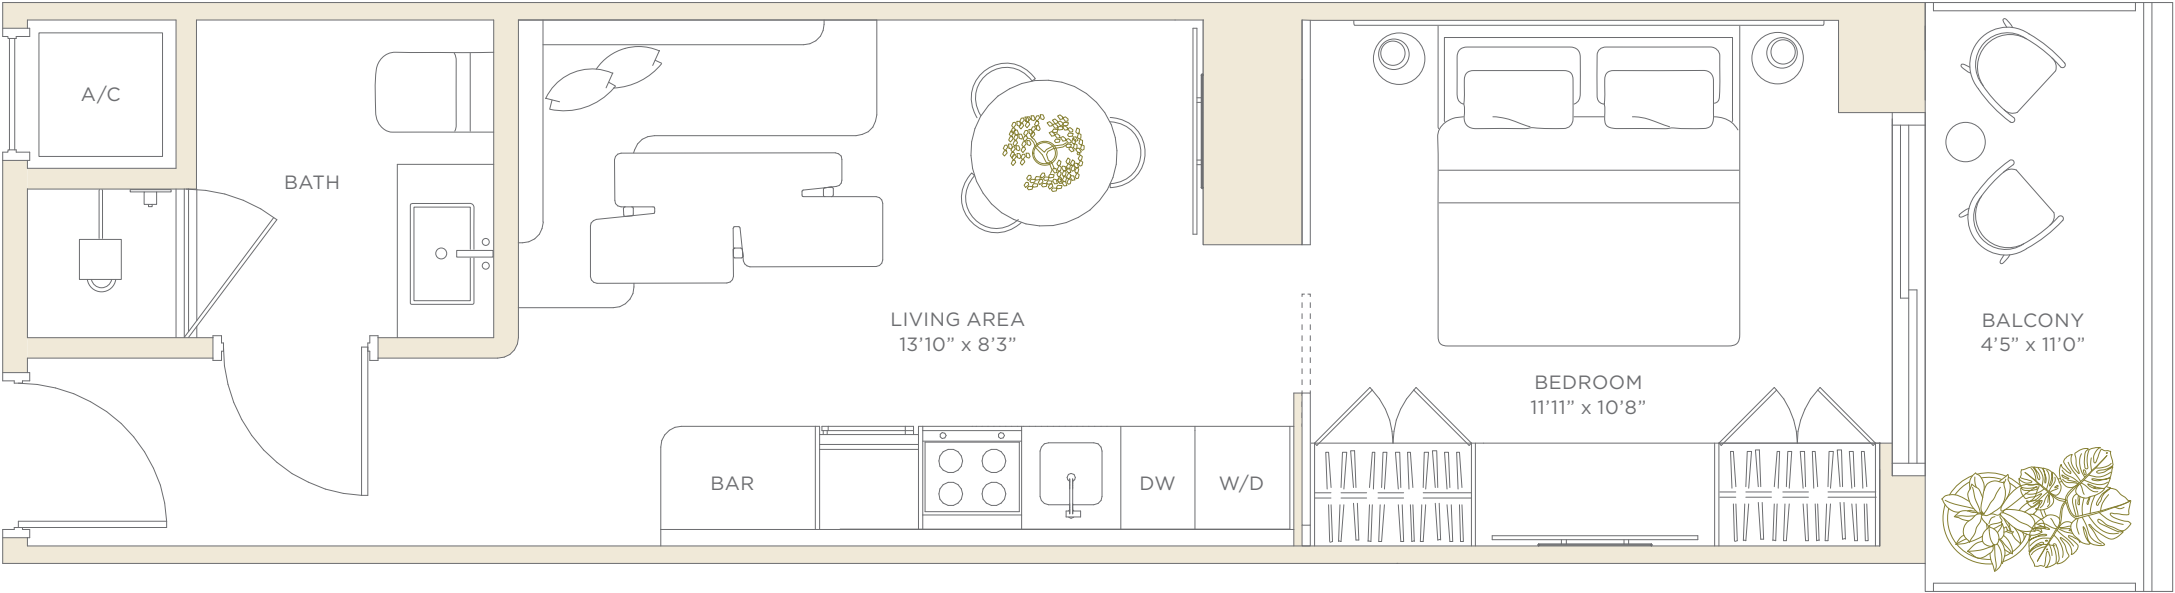 A/C
BATH
LIVING AREA
13'10" x 8'3"
BAR
DW
W/D
BEDROOM
11'11" x 10'8"
BALCONY
4'5" x 11'0"